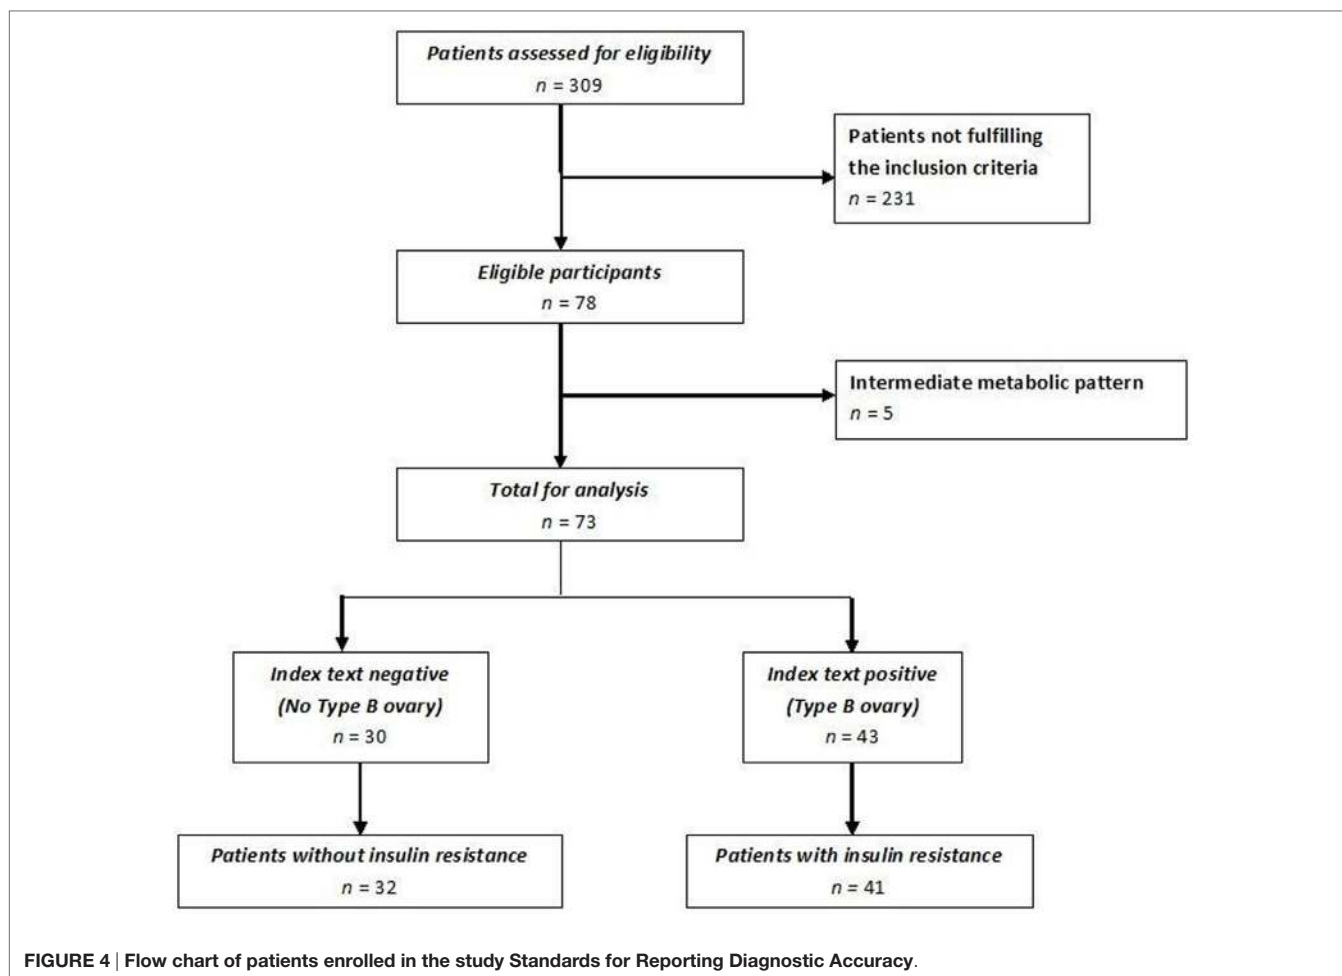 Patients assessed for eligibility
n = 309
Patients not fulfilling
the inclusion criteria
n = 231
Eligible participants
n = 78
Intermediate metabolic pattern
n = 5
Total for analysis
n = 73
Index text negative
(No Type B ovary)
n = 30
Index text positive
(Type B ovary)
n = 43
Patients without insulin resistance
n = 32
Patients with insulin resistance
n = 41
FIGURE 4 | Flow chart of patients enrolled in the study Standards for Reporting Diagnostic Accuracy.